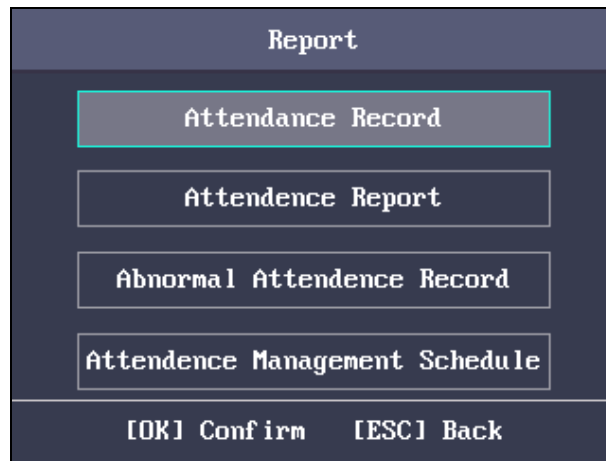 Report
Attendance Record
Attendence Report
Abnormal Attendence Record
Attendence Management Schedule
[OK] Confirm [ESC] Back